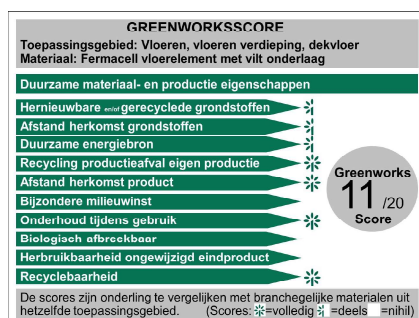 GREENWORKSSCORE
Toepassingsgebied: Vloeren, vloeren verdieping, dekvloer
Materiaal: Fermacell vloerelement met vilt onderlaag
Duurzame materiaal- en productie eigenschappen
Hernieuwbare en/of gerecyclede grondstoffen
Afstand herkomst grondstoffen
Duurzame energiebron
Recycling productieafval eigen productie
Afstand herkomst product
Bijzondere milieuwinst
Onderhoud tijdens gebruik
Biologisch afbreekbaar
Herbruikbaarheid ongewijzigd eindproduct
Recyclebaarheid
Greenworks
11 /20
Score
De scores zijn onderling te vergelijken met branchegelijke materialen uit
hetzelfde toepassingsgebied. (Scores: =volledig =deels =nihil)